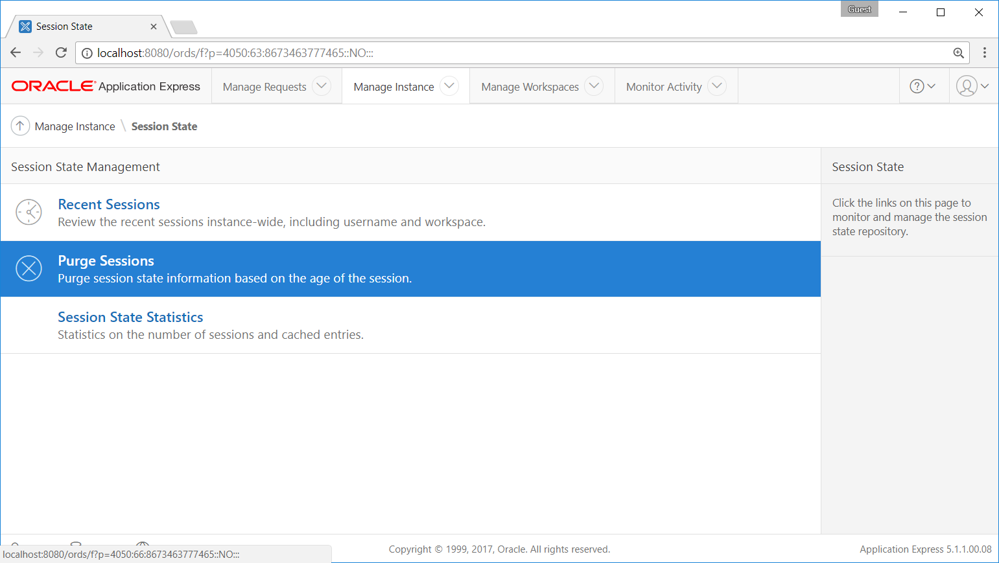 Guest
Session State
localhost:8080/ords/f?p=4050:63:8673463777465::NO:::
ORACLE Application Express
Manage Requests
Manage Instance
Manage Workspaces
Monitor Activity
Manage Instance \ Session State
Session State Management
Recent Sessions
Review the recent sessions instance-wide, including username and workspace.
Purge Sessions
Purge session state information based on the age of the session.
Session State Statistics
Statistics on the number of sessions and cached entries.
Session State
Click the links on this page to
monitor and manage the session
state repository.
localhost:8080/ords/f?p=4050:66:8673463777465::NO:::
Copyright © 1999, 2017, Oracle. All rights reserved.
Application Express 5.1.1.00.08